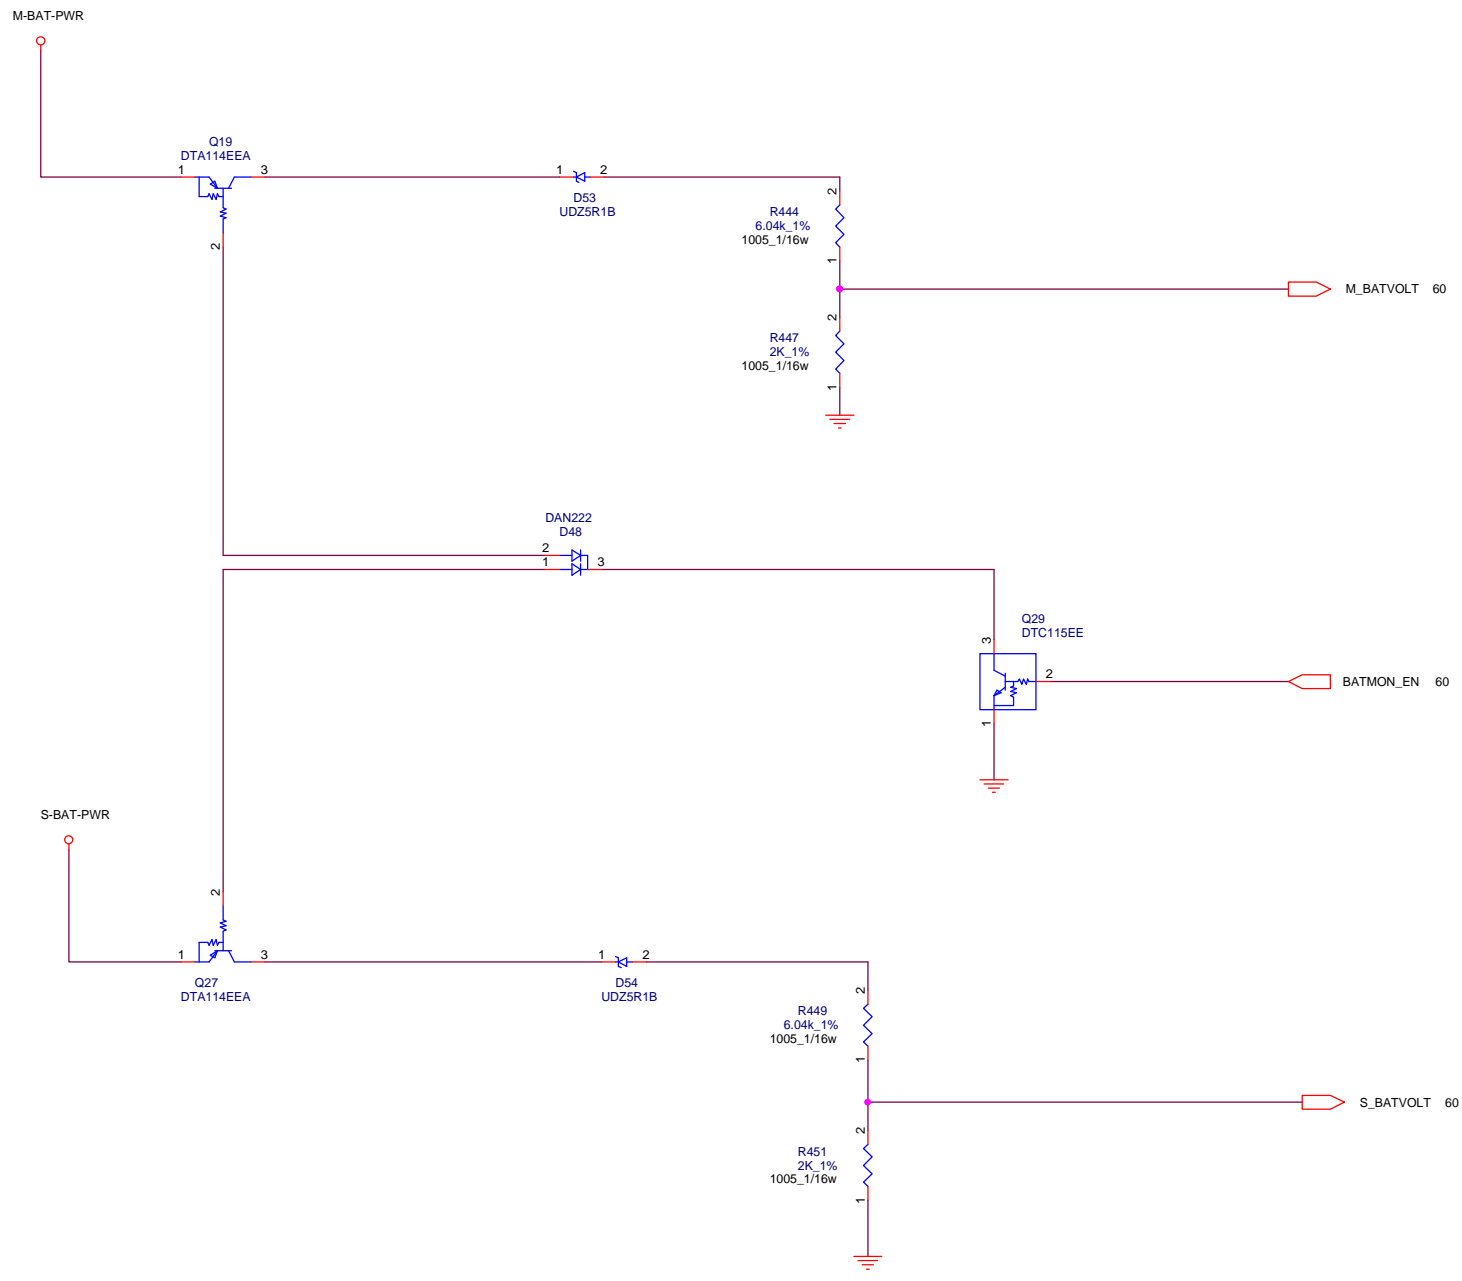 M-BAT-PWR
Q19
DTA114EEA
1
3
2
1
2
D53
UDZ5R1B
2
R444
6.04k_1%
1005_1/16w
1
M_BATVOLT 60
2
R447
2K_1%
1005_1/16w
1
DAN222
D48
2
1
3
Q29
DTC115EE
3
2
BATMON_EN 60
1
S-BAT-PWR
2
1
3
Q27
DTA114EEA
1
2
D54
UDZ5R1B
2
R449
6.04k_1%
1005_1/16w
1
S_BATVOLT 60
2
R451
2K_1%
1005_1/16w
1